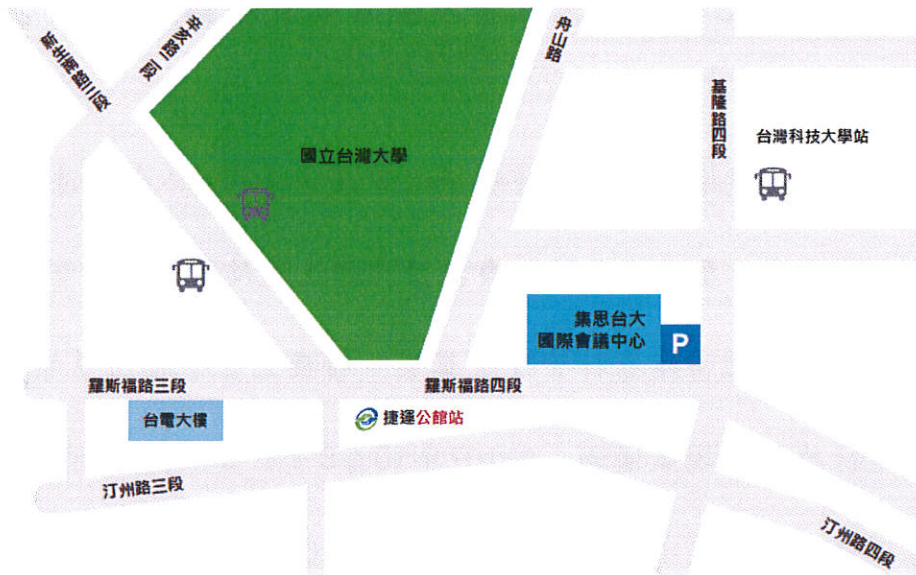 新生南路三段
辛亥路二段
舟山路
基隆路四段
台灣科技大學站
國立台灣大學
集思台大
國際會議中心
P
羅斯福路三段
羅斯福路四段
台電大樓
捷運公館站
汀州路三段
汀州路四段